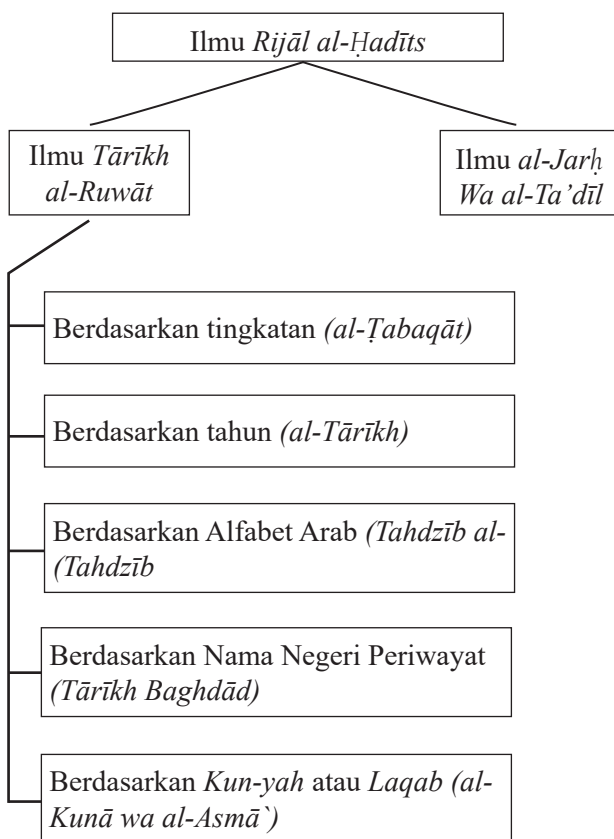 Ilmu Rijāl al-Ḥadīts
Ilmu Tārīkh
al-Ruwāt
Ilmu al-Jarḥ
Wa al-Ta’dīl
Berdasarkan tingkatan (al-Ṭabaqāt)
Berdasarkan tahun (al-Tārīkh)
Berdasarkan Alfabet Arab (Tahdzīb al-
(Tahdzīb
Berdasarkan Nama Negeri Periwayat
(Tārīkh Baghdād)
Berdasarkan Kun-yah atau Laqab (al-
Kunā wa al-Asmā`)